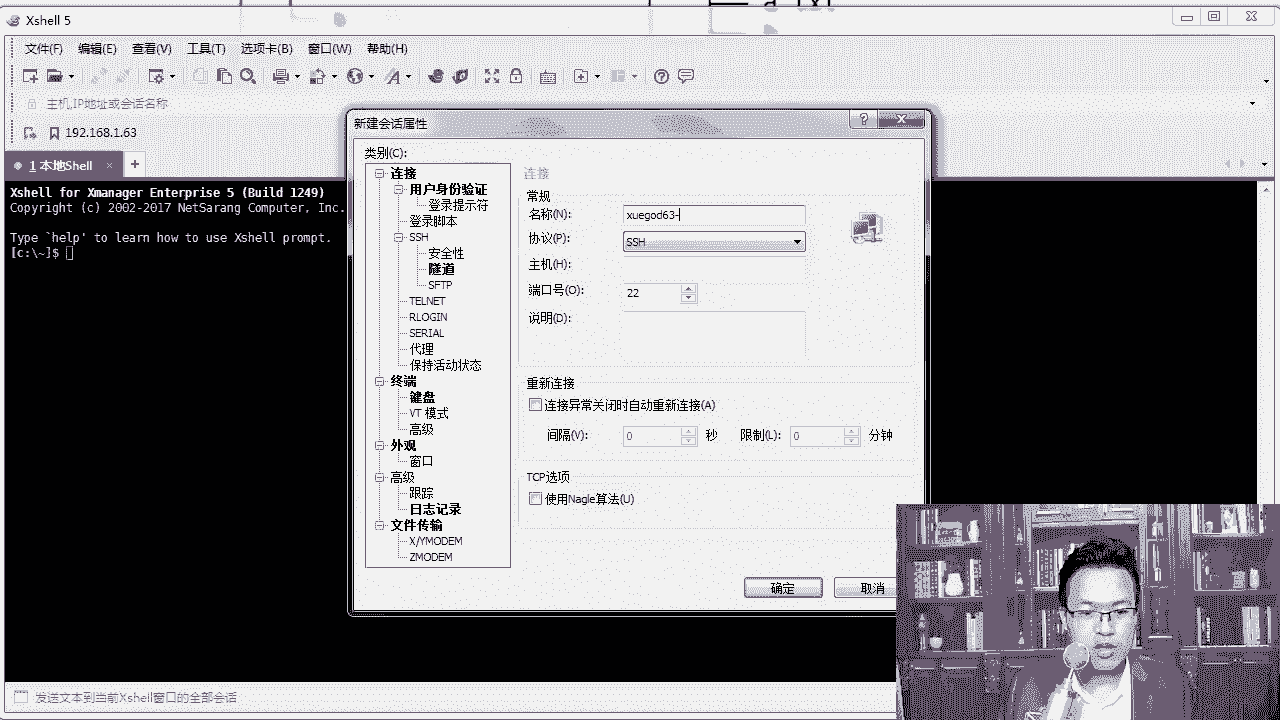 Xshell 5
文件(F) 编辑(E) 查看(V) 工具(T) 选项卡(B) 窗口(W) 帮助(H)
主机,IP地址或会话名称
192.168.1.63
1 本地Shell × +
Xshell for Xmanager Enterprise 5 (Build 1249)
Copyright (c) 2002-2017 NetSarang Computer, Inc.
Type `help' to learn how to use Xshell prompt.
[c:\~]$
新建会话属性
类别(C):
连接
用户身份验证
登录提示符
登录脚本
SSH
安全性
隧道
SFTP
TELNET
RLOGIN
SERIAL
代理
保持活动状态
终端
键盘
VT 模式
高级
外观
窗口
高级
跟踪
日志记录
文件传输
X/YMODEM
ZMODEM
连接
常规
名称(N): xuegod63-
协议(P): SSH
主机(H):
端口号(O): 22
说明(D):
重新连接
连接异常关闭时自动重新连接(A)
间隔(V): 0 秒 限制(L): 0 分钟
TCP选项
使用Nagle算法(U)
确定 取消
发送文本到当前Xshell窗口的全部会话